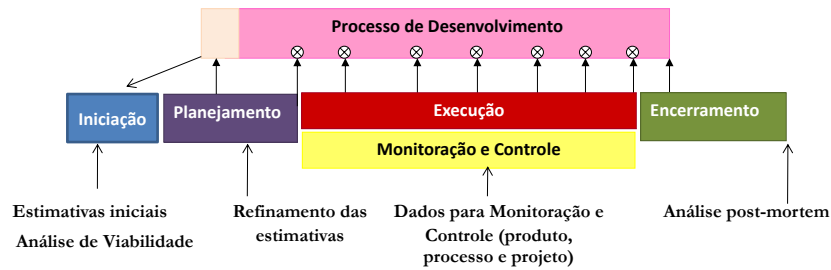 Processo de Desenvolvimento
Iniciação
Planejamento
Execução
Encerramento
Monitoração e Controle
Estimativas iniciais
Análise de Viabilidade
Refinamento das
estimativas
Dados para Monitoração e
Controle (produto,
processo e projeto)
Análise post-mortem